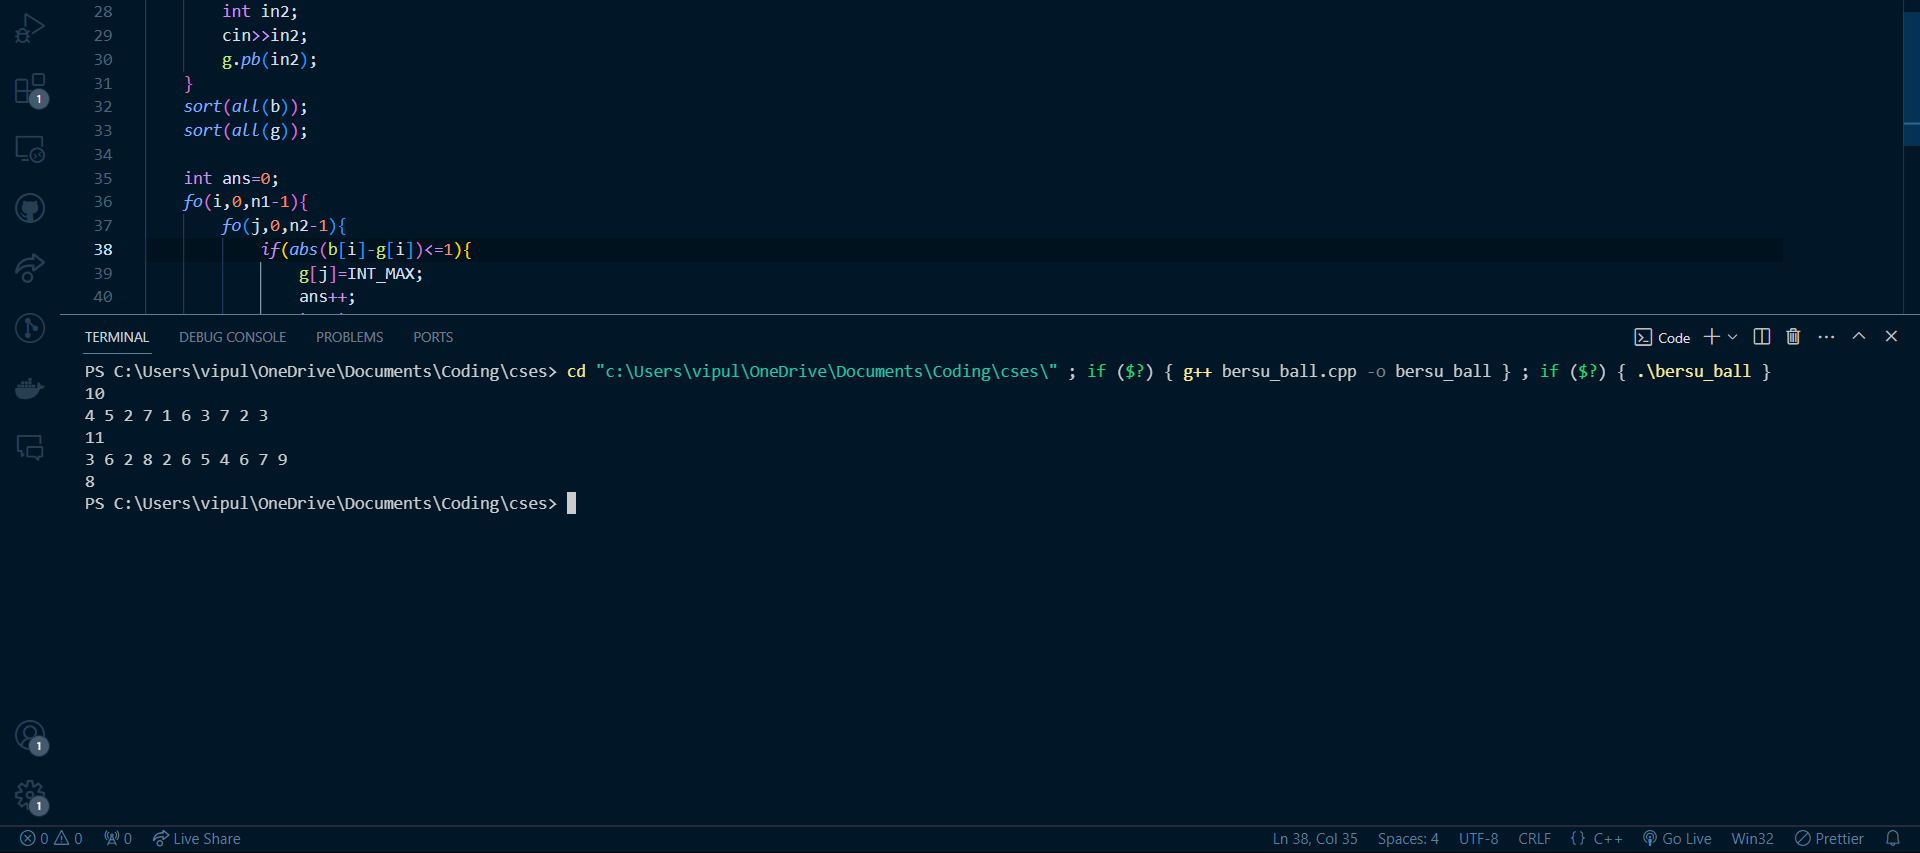 28 int in2;
29 cin>>in2;
30 g.pb(in2);
31 }
32 sort(all(b));
33 sort(all(g));
34
35 int ans=0;
36 fo(i,0,n1-1){
37 fo(j,0,n2-1){
38 if(abs(b[i]-g[i])<=1){
39 g[j]=INT_MAX;
40 ans++;
1
TERMINAL DEBUG CONSOLE PROBLEMS PORTS Code
PS C:\Users\vipul\OneDrive\Documents\Coding\cses> cd "c:\Users\vipul\OneDrive\Documents\Coding\cses\" ; if ($?) { g++ bersu_ball.cpp -o bersu_ball } ; if ($?) { .\bersu_ball }
10
4 5 2 7 1 6 3 7 2 3
11
3 6 2 8 2 6 5 4 6 7 9
8
PS C:\Users\vipul\OneDrive\Documents\Coding\cses>
1
1
0 0 0 Live Share Ln 38, Col 35 Spaces: 4 UTF-8 CRLF {} C++ Go Live Win32 Prettier